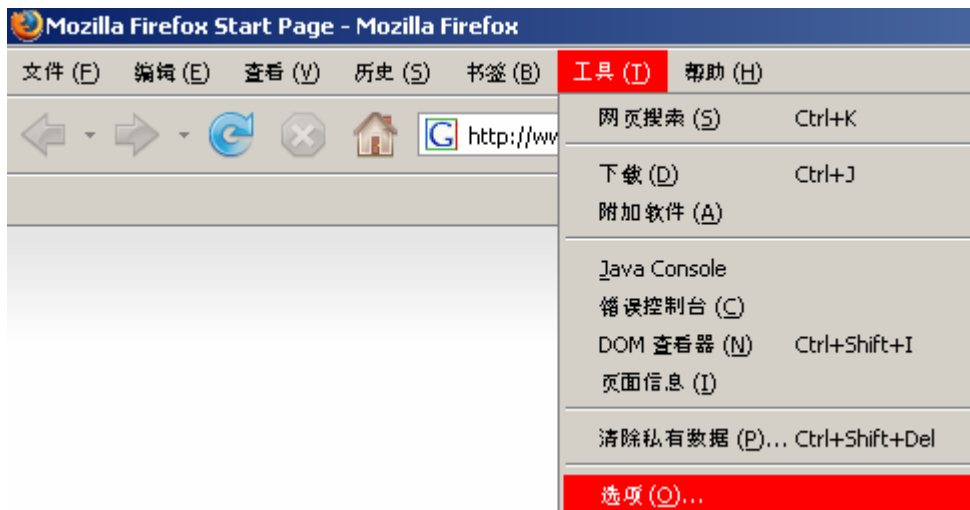 Mozilla Firefox Start Page - Mozilla Firefox
文件 (F) 编辑 (E) 查看 (V) 历史 (S) 书签 (B) 工具 (T) 帮助 (H)
G http://ww
网页搜索 (S) Ctrl+K
下载 (D) Ctrl+J
附加软件 (A)
Java Console
错误控制台 (C)
DOM 查看器 (N) Ctrl+Shift+I
页面信息 (I)
清除私有数据 (P)... Ctrl+Shift+Del
选项 (O)...